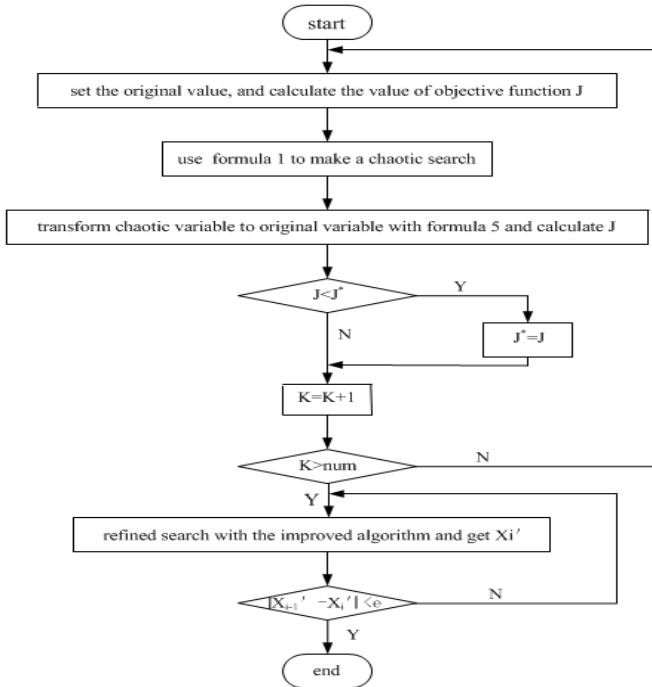 start
set the original value, and calculate the value of objective function J
use formula 1 to make a chaotic search
transform chaotic variable to original variable with formula 5 and calculate J
J<J*
Y
N
J*=J
K=K+1
K>num
N
Y
refined search with the improved algorithm and get Xi′
|Xi-1′ −Xi′| <e
N
Y
end